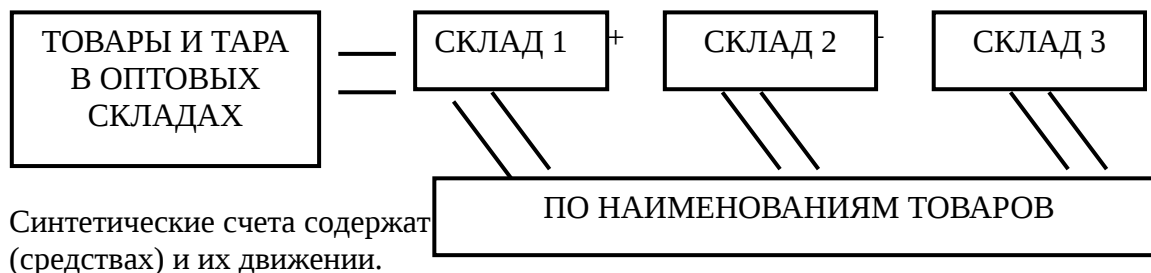 ТОВАРЫ И ТАРА
В ОПТОВЫХ
СКЛАДАХ
СКЛАД 1
+
СКЛАД 2
СКЛАД 3
ПО НАИМЕНОВАНИЯМ ТОВАРОВ
Синтетические счета содержат
(средствах) и их движении.